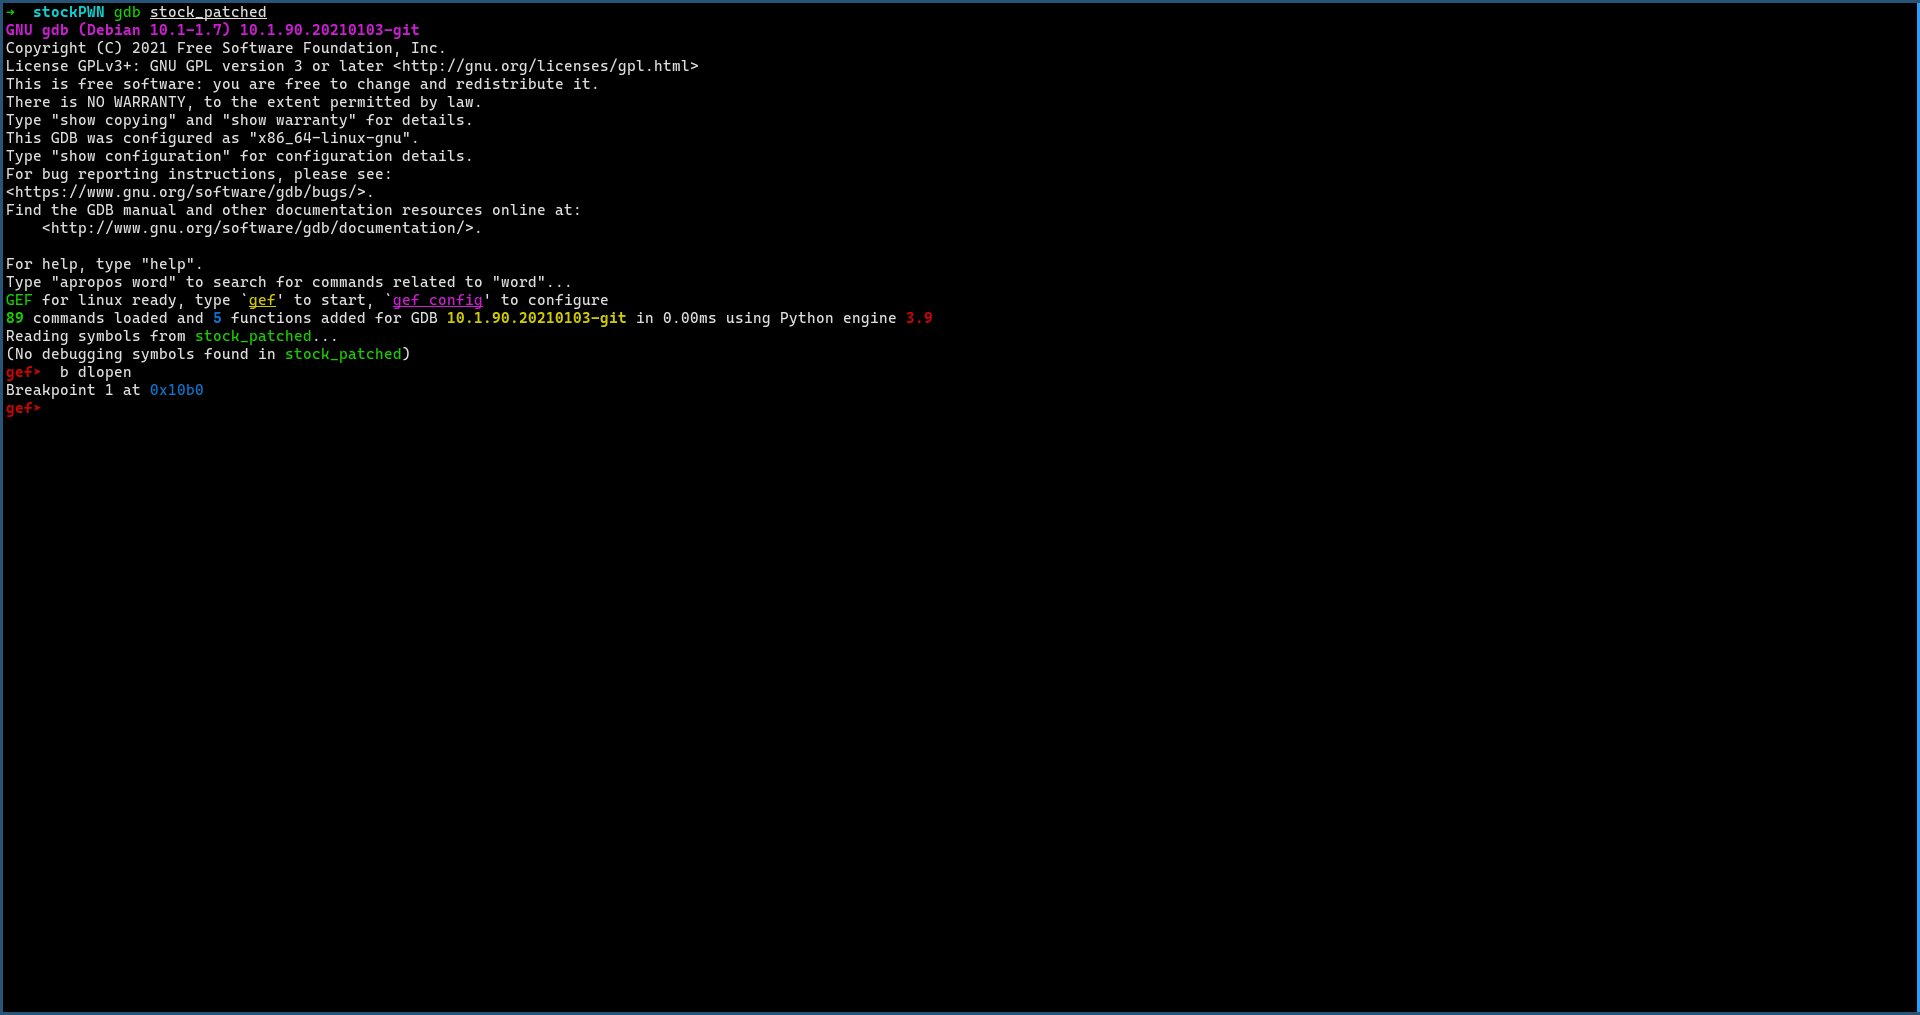 →  stockPWN gdb stock_patched
GNU gdb (Debian 10.1-1.7) 10.1.90.20210103-git
Copyright (C) 2021 Free Software Foundation, Inc.
License GPLv3+: GNU GPL version 3 or later <http://gnu.org/licenses/gpl.html>
This is free software: you are free to change and redistribute it.
There is NO WARRANTY, to the extent permitted by law.
Type "show copying" and "show warranty" for details.
This GDB was configured as "x86_64-linux-gnu".
Type "show configuration" for configuration details.
For bug reporting instructions, please see:
<https://www.gnu.org/software/gdb/bugs/>.
Find the GDB manual and other documentation resources online at:
    <http://www.gnu.org/software/gdb/documentation/>.

For help, type "help".
Type "apropos word" to search for commands related to "word"...
GEF for linux ready, type `gef' to start, `gef config' to configure
89 commands loaded and 5 functions added for GDB 10.1.90.20210103-git in 0.00ms using Python engine 3.9
Reading symbols from stock_patched...
(No debugging symbols found in stock_patched)
gef➤  b dlopen
Breakpoint 1 at 0x10b0
gef➤